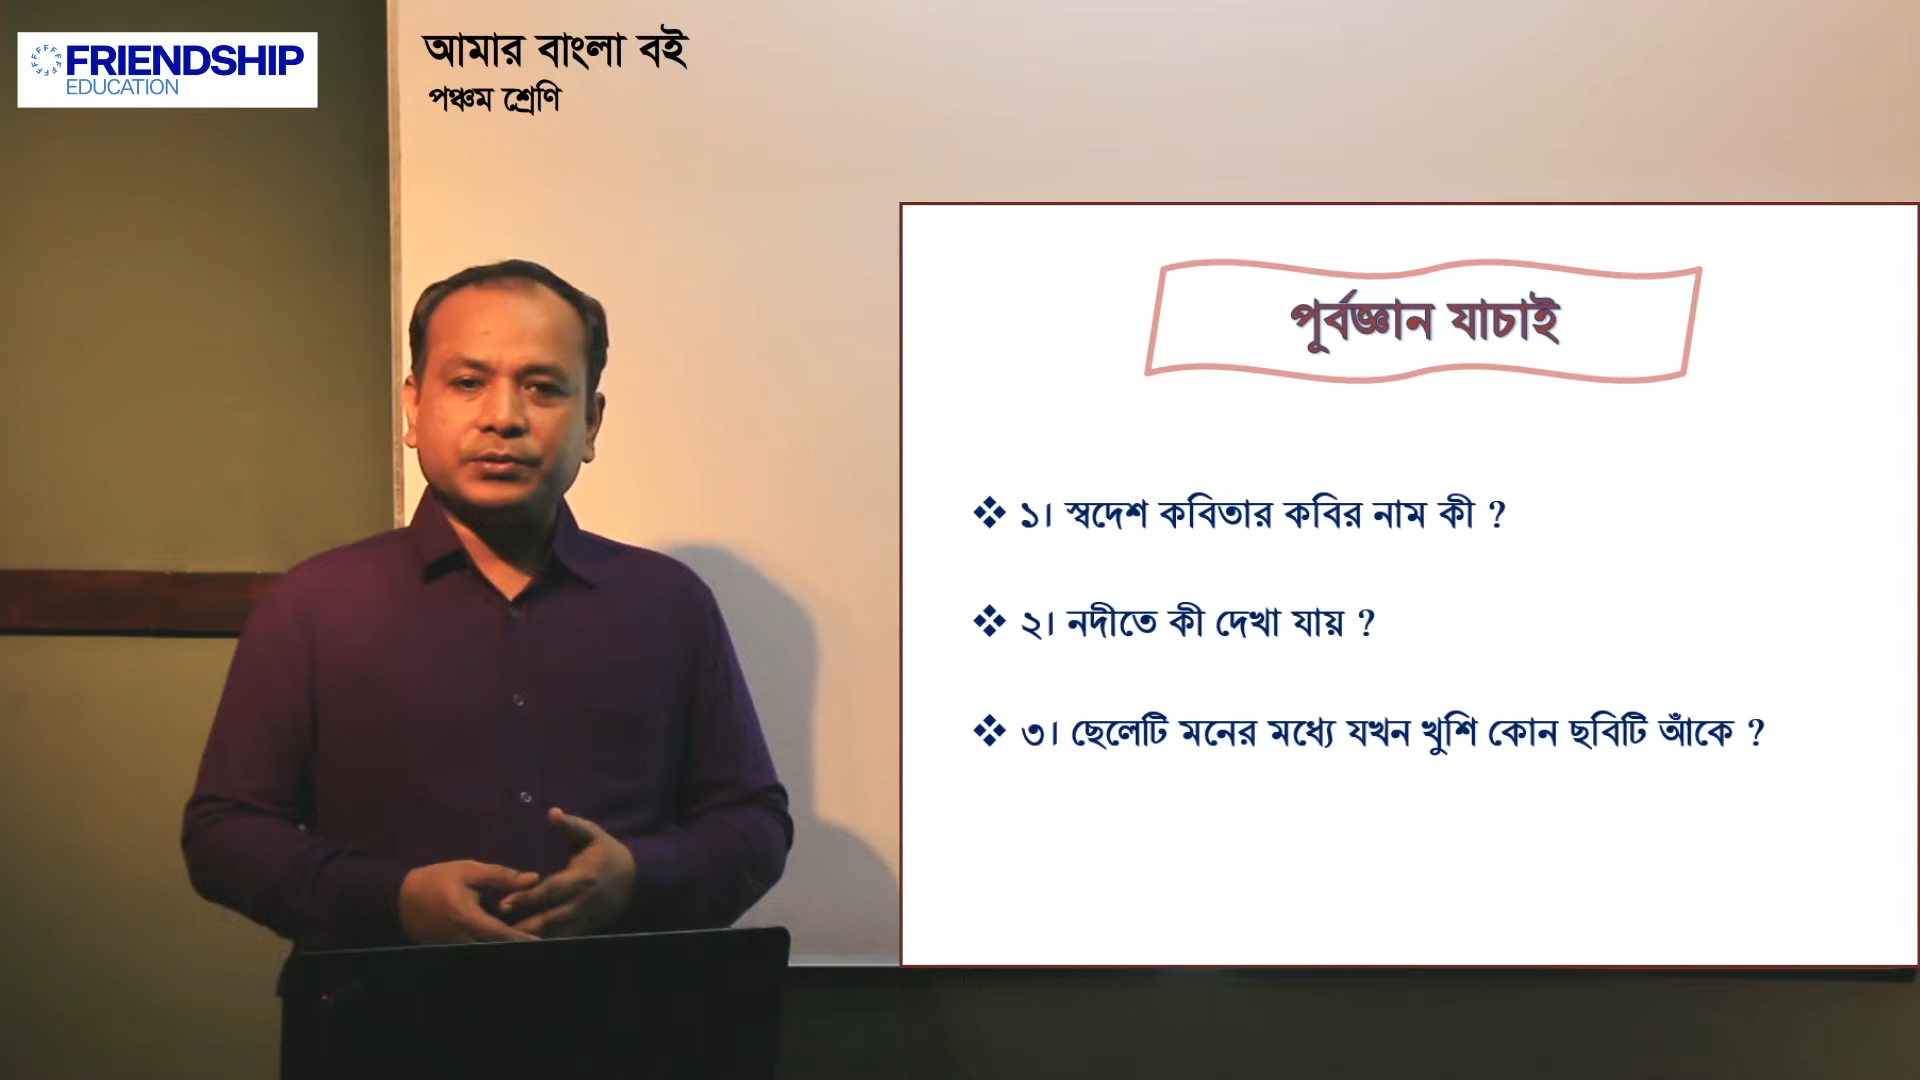 FRIENDSHIP
EDUCATION
আমার বাংলা বই
পঞ্চম শ্রেণি
পূর্বজ্ঞান যাচাই
❖ ১। স্বদেশ কবিতার কবির নাম কী ?
❖ ২। নদীতে কী দেখা যায় ?
❖ ৩। ছেলেটি মনের মধ্যে যখন খুশি কোন ছবিটি আঁকে ?